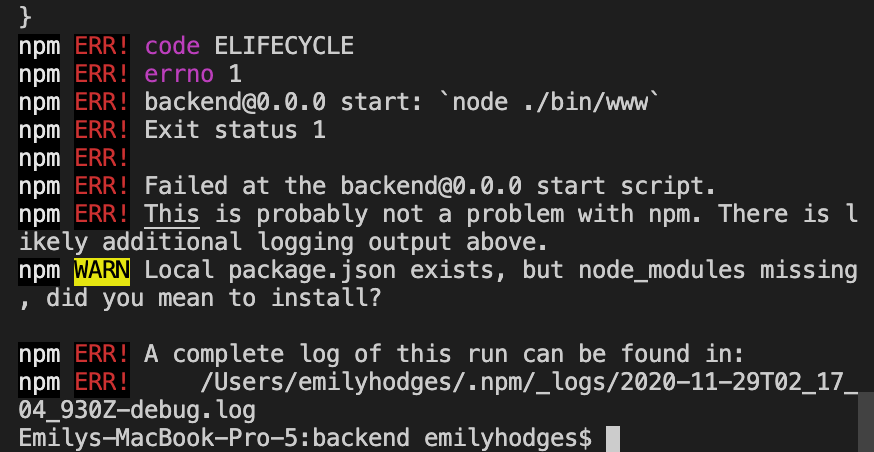 }
npm ERR! code ELIFECYCLE
npm ERR! errno 1
npm ERR! backend@0.0.0 start: `node ./bin/www`
npm ERR! Exit status 1
npm ERR!
npm ERR! Failed at the backend@0.0.0 start script.
npm ERR! This is probably not a problem with npm. There is l
ikely additional logging output above.
npm WARN Local package.json exists, but node_modules missing
, did you mean to install?
npm ERR! A complete log of this run can be found in:
npm ERR!     /Users/emilyhodges/.npm/_logs/2020-11-29T02_17_
04_930Z-debug.log
Emilys-MacBook-Pro-5:backend emilyhodges$